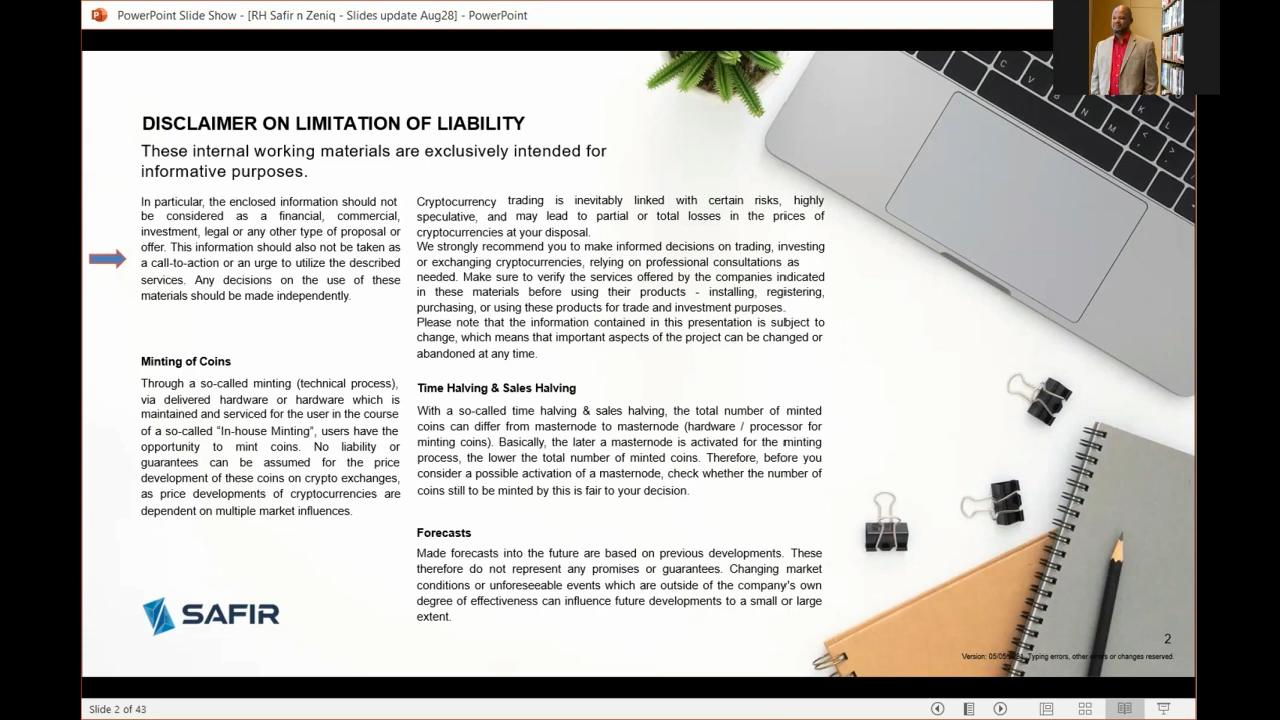 PowerPoint Slide Show - [RH Safir n Zeniq - Slides update Aug28] - PowerPoint
DISCLAIMER ON LIMITATION OF LIABILITY
These internal working materials are exclusively intended for
informative purposes.
In particular, the enclosed information should not
be considered as a financial, commercial,
investment, legal or any other type of proposal or
offer. This information should also not be taken as
a call-to-action or an urge to utilize the described
services. Any decisions on the use of these
materials should be made independently.
Minting of Coins
Through a so-called minting (technical process),
via delivered hardware or hardware which is
maintained and serviced for the user in the course
of a so-called “In-house Minting”, users have the
opportunity to mint coins. No liability or
guarantees can be assumed for the price
development of these coins on crypto exchanges,
as price developments of cryptocurrencies are
dependent on multiple market influences.
Cryptocurrency trading is inevitably linked with certain risks, highly
speculative, and may lead to partial or total losses in the prices of
cryptocurrencies at your disposal.
We strongly recommend you to make informed decisions on trading, investing
or exchanging cryptocurrencies, relying on professional consultations as
needed. Make sure to verify the services offered by the companies indicated
in these materials before using their products - installing, registering,
purchasing, or using these products for trade and investment purposes.
Please note that the information contained in this presentation is subject to
change, which means that important aspects of the project can be changed or
abandoned at any time.
Time Halving & Sales Halving
With a so-called time halving & sales halving, the total number of minted
coins can differ from masternode to masternode (hardware / processor for
minting coins). Basically, the later a masternode is activated for the minting
process, the lower the total number of minted coins. Therefore, before you
consider a possible activation of a masternode, check whether the number of
coins still to be minted by this is fair to your decision.
Forecasts
Made forecasts into the future are based on previous developments. These
therefore do not represent any promises or guarantees. Changing market
conditions or unforeseeable events which are outside of the company's own
degree of effectiveness can influence future developments to a small or large
extent.
SAFIR
2
Version: Typing errors, other or changes reserved.
Slide 2 of 43